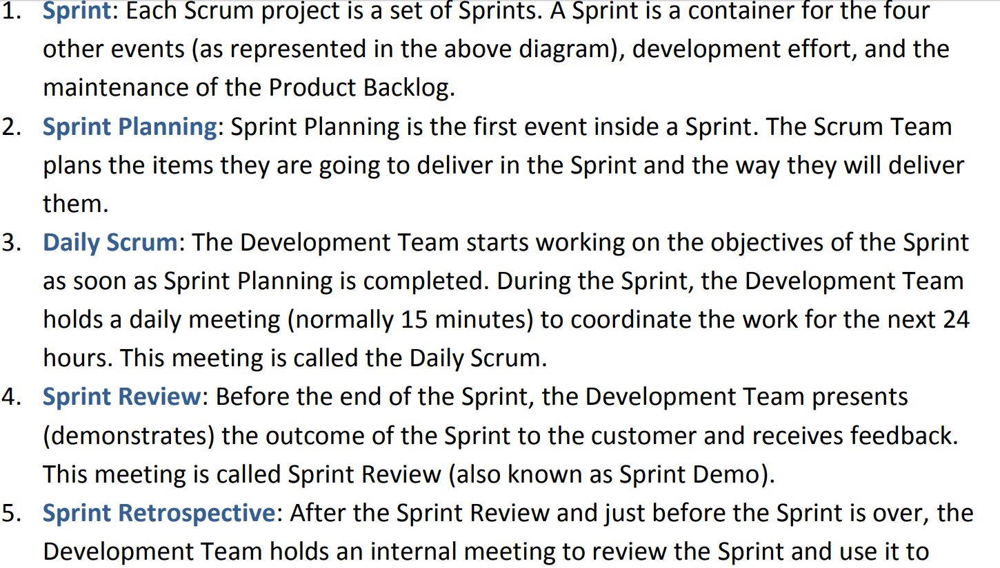 1. Sprint: Each Scrum project is a set of Sprints. A Sprint is a container for the four
other events (as represented in the above diagram), development effort, and the
maintenance of the Product Backlog.
2. Sprint Planning: Sprint Planning is the first event inside a Sprint. The Scrum Team
plans the items they are going to deliver in the Sprint and the way they will deliver
them.
3. Daily Scrum: The Development Team starts working on the objectives of the Sprint
as soon as Sprint Planning is completed. During the Sprint, the Development Team
holds a daily meeting (normally 15 minutes) to coordinate the work for the next 24
hours. This meeting is called the Daily Scrum.
4. Sprint Review: Before the end of the Sprint, the Development Team presents
(demonstrates) the outcome of the Sprint to the customer and receives feedback.
This meeting is called Sprint Review (also known as Sprint Demo).
5. Sprint Retrospective: After the Sprint Review and just before the Sprint is over, the
Development Team holds an internal meeting to review the Sprint and use it to